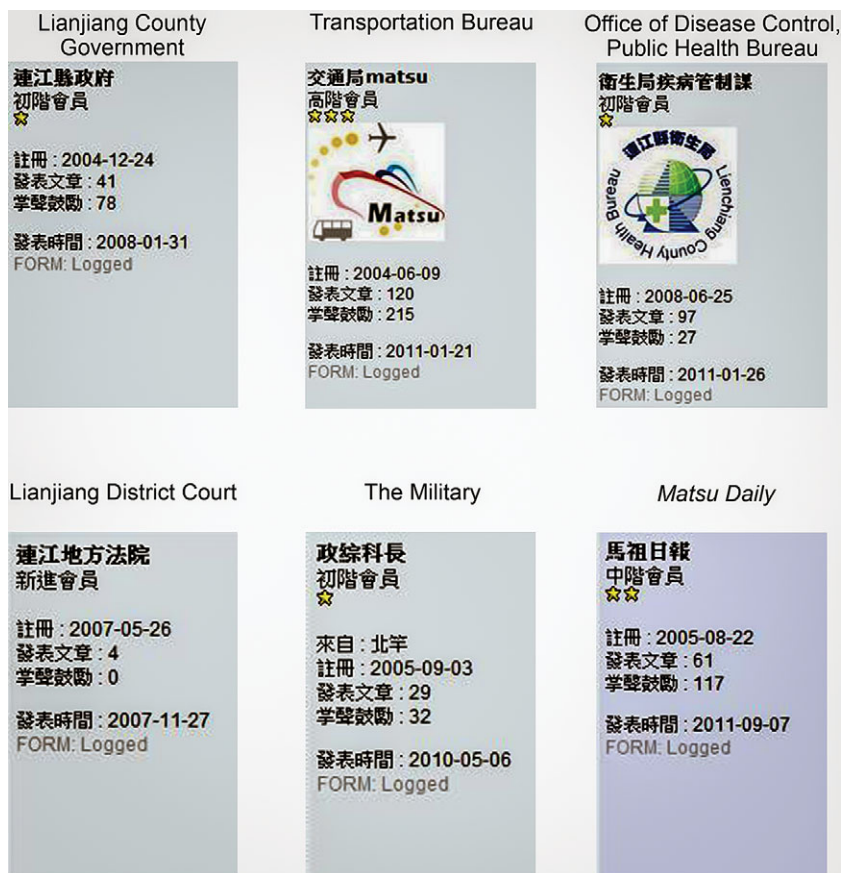 Lianjiang County
Government
連江縣政府
初階會員
註冊 : 2004-12-24
發表文章 : 41
掌聲鼓勵 : 78
發表時間 : 2008-01-31
FORM: Logged
Transportation Bureau
交通局matsu
高階會員
Matsu
註冊 : 2004-06-09
發表文章 : 120
掌聲鼓勵 : 215
發表時間 : 2011-01-21
FORM: Logged
Office of Disease Control,
Public Health Bureau
衛生局疾病管制課
初階會員
連江縣衛生局
Lienchiang County Health Bureau
註冊 : 2008-06-25
發表文章 : 97
掌聲鼓勵 : 27
發表時間 : 2011-01-26
FORM: Logged
Lianjiang District Court
連江地方法院
新進會員
註冊 : 2007-05-26
發表文章 : 4
掌聲鼓勵 : 0
發表時間 : 2007-11-27
FORM: Logged
The Military
政綜科長
初階會員
來自 : 北竿
註冊 : 2005-09-03
發表文章 : 29
掌聲鼓勵 : 32
發表時間 : 2010-05-06
FORM: Logged
Matsu Daily
馬祖日報
中階會員
註冊 : 2005-08-22
發表文章 : 61
掌聲鼓勵 : 117
發表時間 : 2011-09-07
FORM: Logged